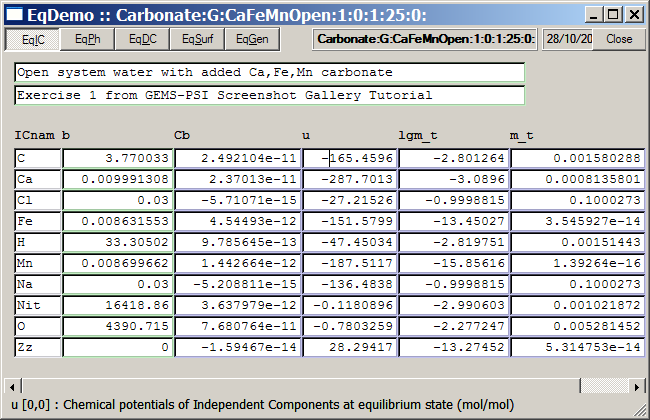 EqDemo :: Carbonate:G:CaFeMnOpen:1:0:1:25:0:
EqIC EqPh EqDC EqSurf EqGen Carbonate:G:CaFeMnOpen:1:0:1:25:0: 28/10/20 Close
Open system water with added Ca,Fe,Mn carbonate
Exercise 1 from GEMS-PSI Screenshot Gallery Tutorial
ICnam b Cb u lgm_t m_t
C 3.770033 2.492104e-11 -165.4596 -2.801264 0.001580288
Ca 0.009991308 2.37013e-11 -287.7013 -3.0896 0.0008135801
Cl 0.03 -5.71071e-15 -27.21526 -0.9998815 0.1000273
Fe 0.008631553 4.54493e-12 -151.5799 -13.45027 3.545927e-14
H 33.30502 9.785645e-13 -47.45034 -2.819751 0.00151443
Mn 0.008699662 1.442666e-12 -187.5117 -15.85616 1.39264e-16
Na 0.03 -5.208811e-15 -136.4838 -0.9998815 0.1000273
Nit 16418.86 3.637979e-12 -0.1180896 -2.990603 0.001021872
O 4390.715 7.680764e-11 -0.7803259 -2.277247 0.005281452
Zz 0 -1.59467e-14 28.29417 -13.27452 5.314753e-14
u [0,0] : Chemical potentials of Independent Components at equilibrium state (mol/mol)